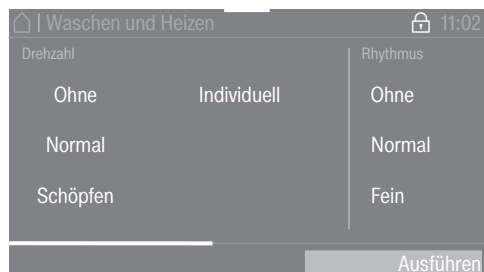 | Waschen und Heizen 11:02
Drehzahl Rhythmus
Ohne Individuell Ohne
Normal Normal
Schöpfen Fein
Ausführen